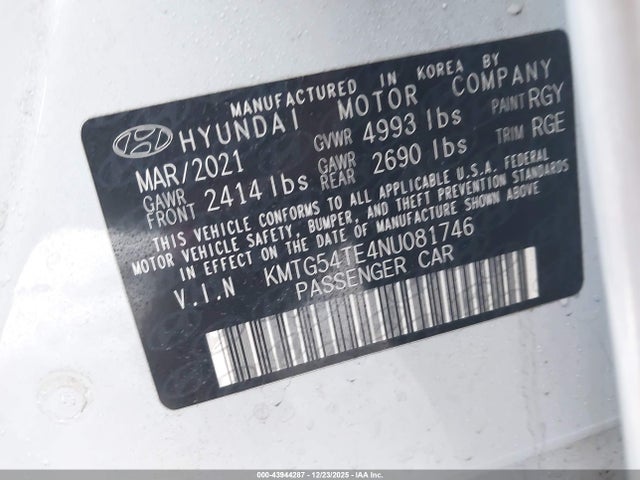 MANUFACTURED IN KOREA BY
HYUNDAI MOTOR COMPANY
MAR/2021 GVWR 4993 lbs PAINT RGY
GAWR FRONT 2414 lbs GAWR REAR 2690 lbs TRIM RGE
THIS VEHICLE CONFORMS TO ALL APPLICABLE U.S.A. FEDERAL
MOTOR VEHICLE SAFETY, BUMPER, AND THEFT PREVENTION STANDARDS
IN EFFECT ON THE DATE OF MANUFACTURE SHOWN ABOVE.
V.I.N KMTG54TE4NU081746
PASSENGER CAR
000-43944287 - 12/23/2025 - IAAI.COM